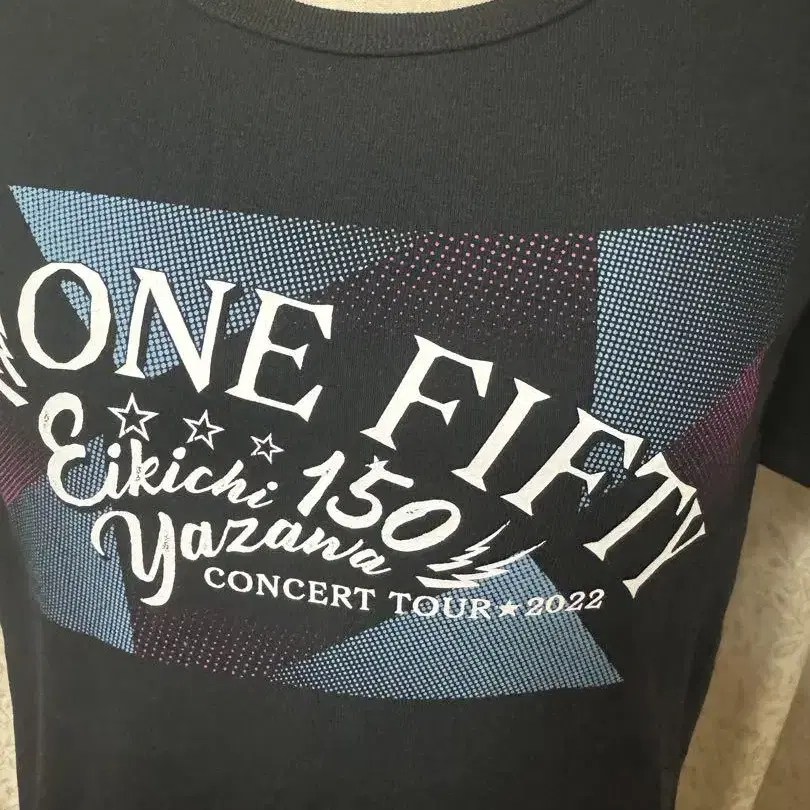 ONE FIFTY
Eikichi 150
Yazawa
CONCERT TOUR★2022